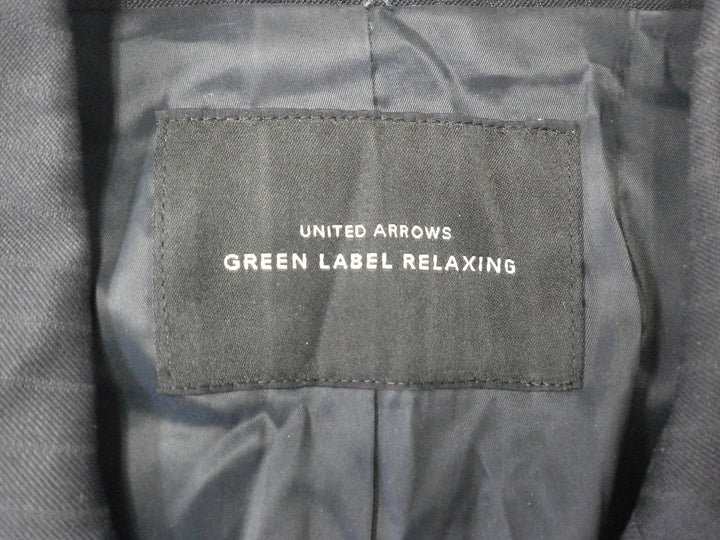 UNITED ARROWS
GREEN LABEL RELAXING